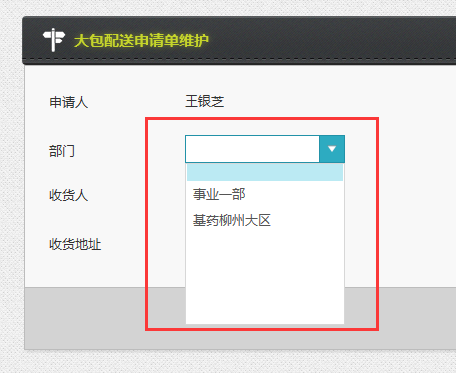 大包配送申请单维护
申请人 王银芝
部门
事业一部
收货人
基药柳州大区
收货地址